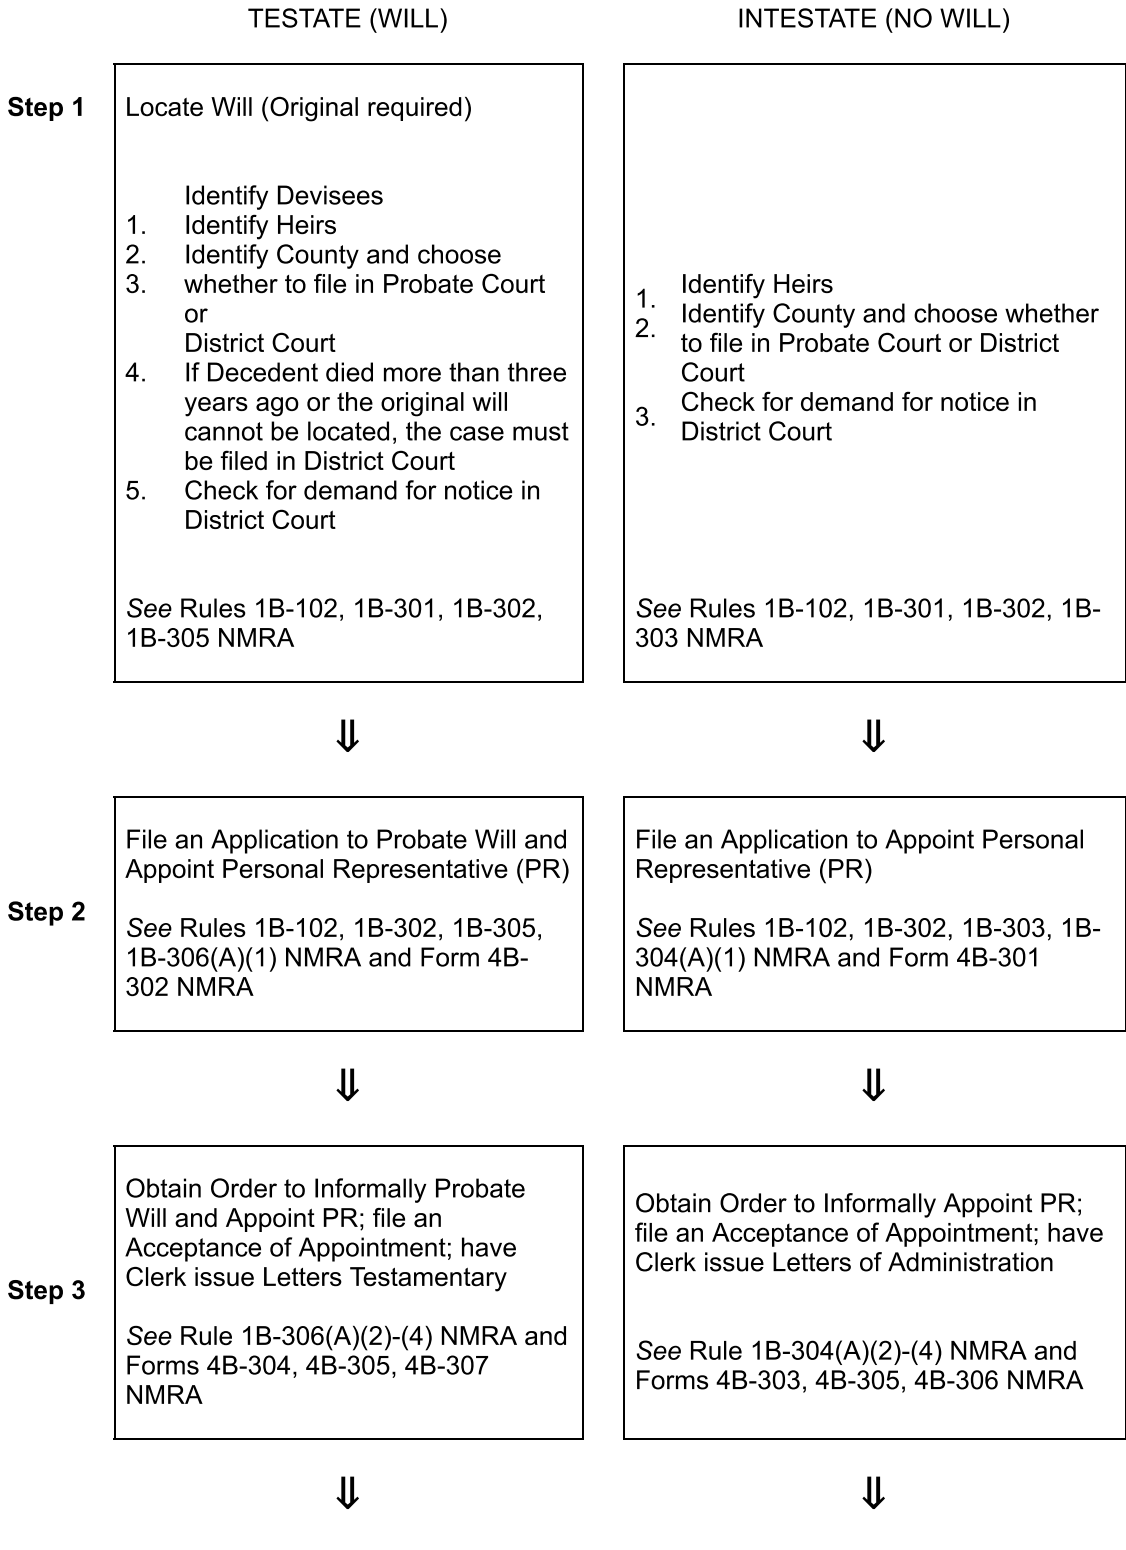 TESTATE (WILL)
INTESTATE (NO WILL)
Step 1
Locate Will (Original required)
Identify Devisees
1. Identify Heirs
2. Identify County and choose
3. whether to file in Probate Court
or
District Court
4. If Decedent died more than three
years ago or the original will
cannot be located, the case must
be filed in District Court
5. Check for demand for notice in
District Court
See Rules 1B-102, 1B-301, 1B-302,
1B-305 NMRA
Identify Heirs
1.
Identify County and choose whether
2.
to file in Probate Court or District
Court
Check for demand for notice in
3.
District Court
See Rules 1B-102, 1B-301, 1B-302, 1B-
303 NMRA
⇓
⇓
Step 2
File an Application to Probate Will and
Appoint Personal Representative (PR)
See Rules 1B-102, 1B-302, 1B-305,
1B-306(A)(1) NMRA and Form 4B-
302 NMRA
File an Application to Appoint Personal
Representative (PR)
See Rules 1B-102, 1B-302, 1B-303, 1B-
304(A)(1) NMRA and Form 4B-301
NMRA
⇓
⇓
Step 3
Obtain Order to Informally Probate
Will and Appoint PR; file an
Acceptance of Appointment; have
Clerk issue Letters Testamentary
See Rule 1B-306(A)(2)-(4) NMRA and
Forms 4B-304, 4B-305, 4B-307
NMRA
Obtain Order to Informally Appoint PR;
file an Acceptance of Appointment; have
Clerk issue Letters of Administration
See Rule 1B-304(A)(2)-(4) NMRA and
Forms 4B-303, 4B-305, 4B-306 NMRA
⇓
⇓